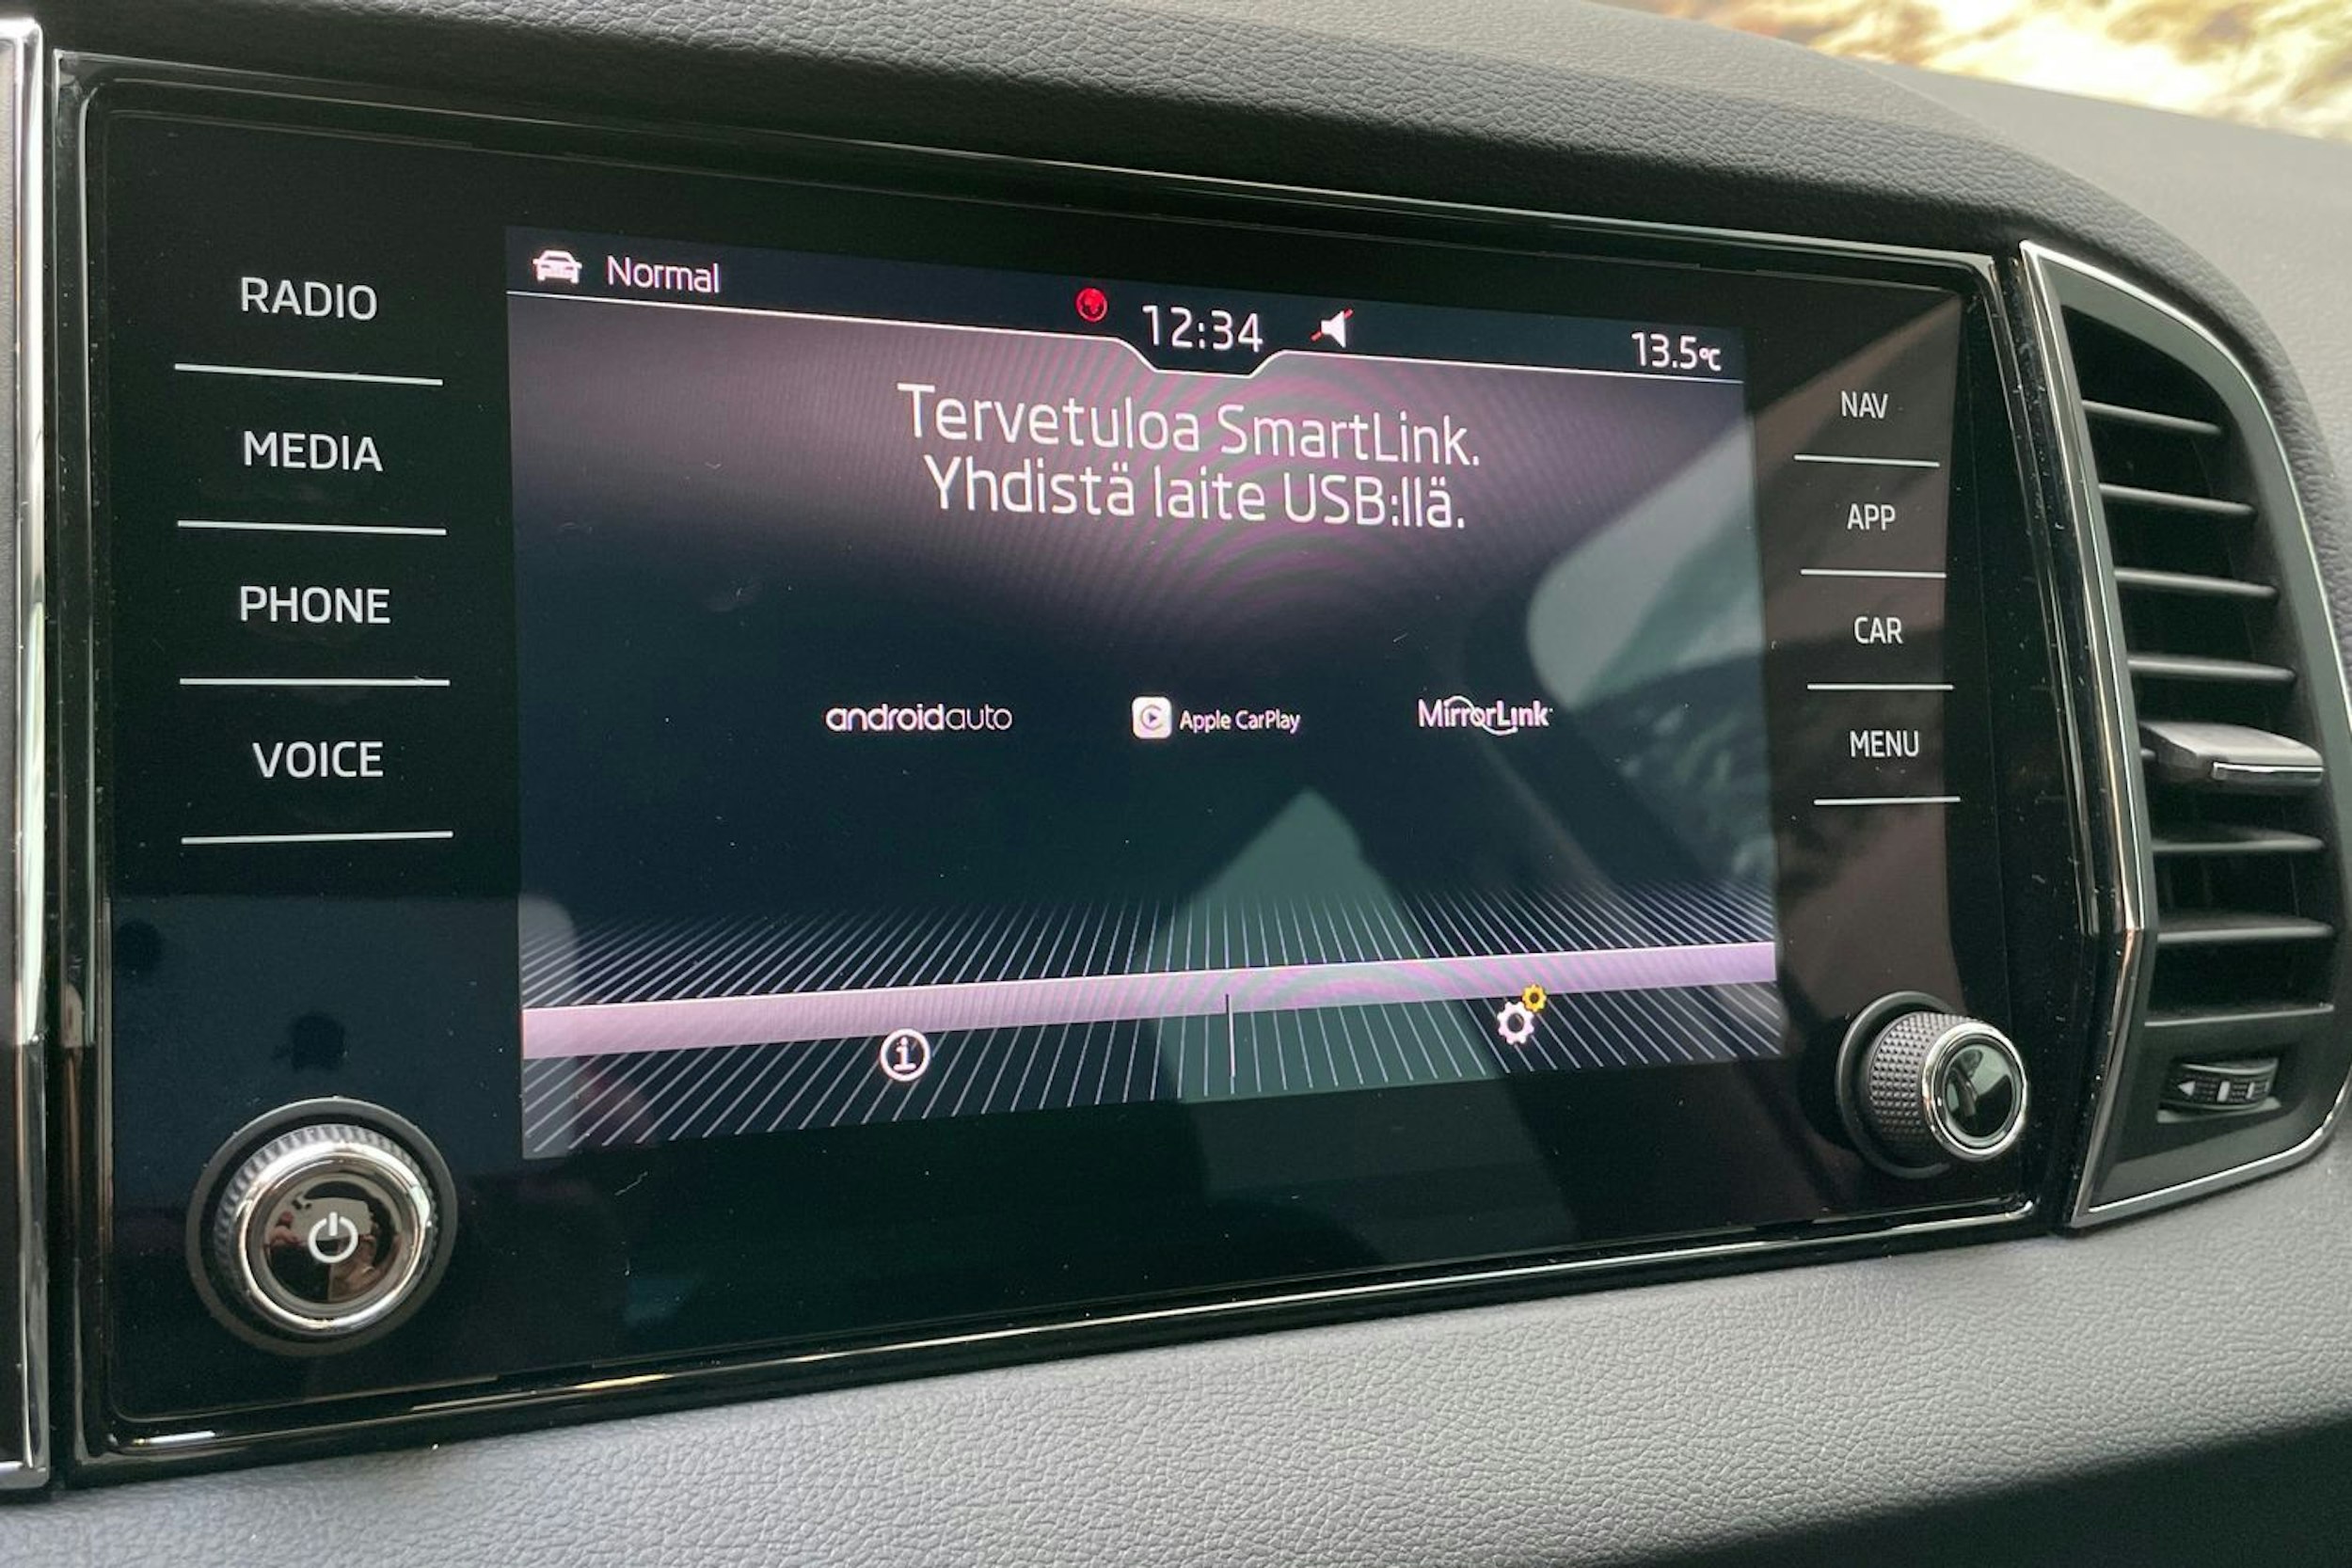 RADIO
MEDIA
PHONE
VOICE
Normal
12:34
13.5°C
Tervetuloa SmartLink.
Yhdistä laite USB:llä.
androidauto
Apple CarPlay
MirrorLink
NAV
APP
CAR
MENU